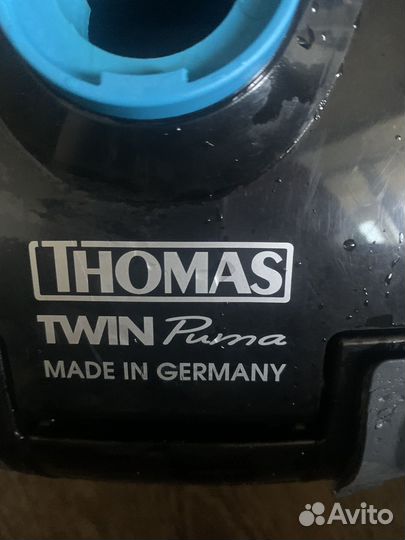 THOMAS
TWIN Puma
MADE IN GERMANY
Avito